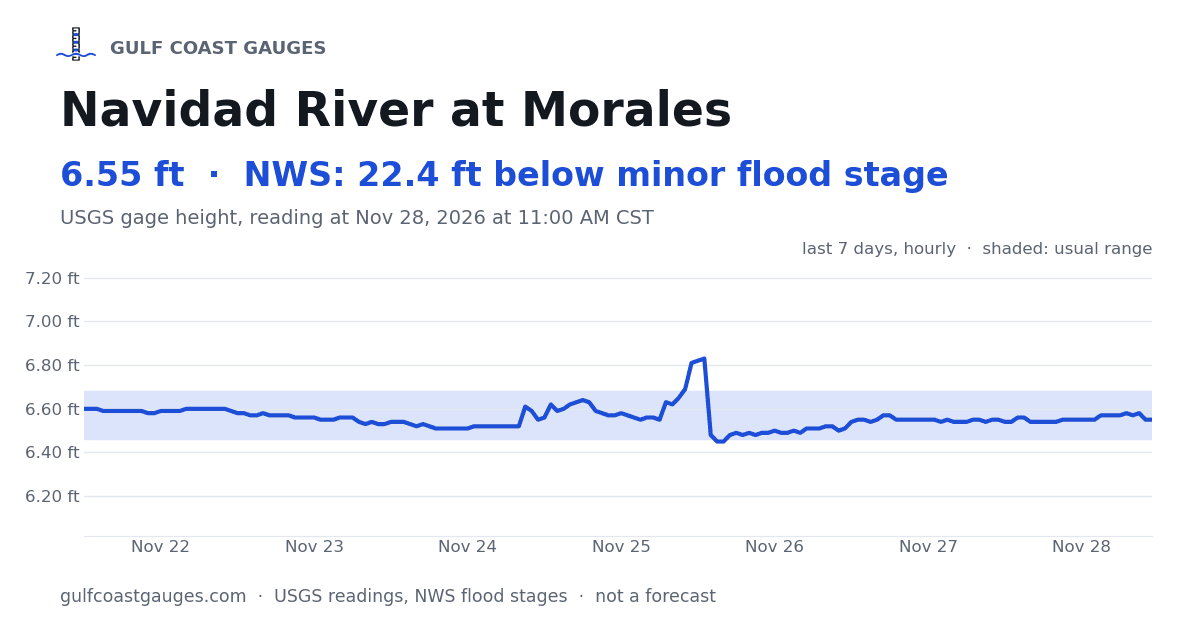 GULF COAST GAUGES
Navidad River at Morales
6.55 ft · NWS: 22.4 ft below minor flood stage
USGS gage height, reading at Nov 28, 2026 at 11:00 AM CST
last 7 days, hourly · shaded: usual range
7.20 ft
7.00 ft
6.80 ft
6.60 ft
6.40 ft
6.20 ft
Nov 22 Nov 23 Nov 24 Nov 25 Nov 26 Nov 27 Nov 28
gulfcoastgauges.com · USGS readings, NWS flood stages · not a forecast